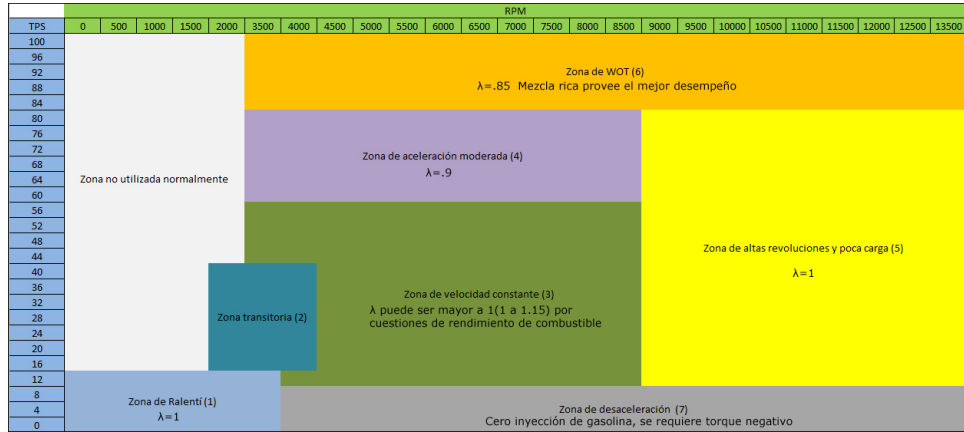 RPM
TPS 0 500 1000 1500 2000 3500 4000 4500 5000 5500 6000 6500 7000 7500 8000 8500 9000 9500 10000 10500 11000 11500 12000 12500 13500
100
96
92 Zona de WOT (6)
88 λ=.85 Mezcla rica provee el mejor desempeño
84
80
76
72 Zona de aceleración moderada (4)
68 λ=.9
64 Zona no utilizada normalmente
60
56
52
48 Zona de altas revoluciones y poca carga (5)
44
40 λ=1
36 Zona de velocidad constante (3)
32 λ puede ser mayor a 1(1 a 1.15) por
28 Zona transitoria (2) cuestiones de rendimiento de combustible
24
20
16
12
8 Zona de Ralentí (1)
4 λ=1 Zona de desaceleración (7)
0 Cero inyección de gasolina, se requiere torque negativo